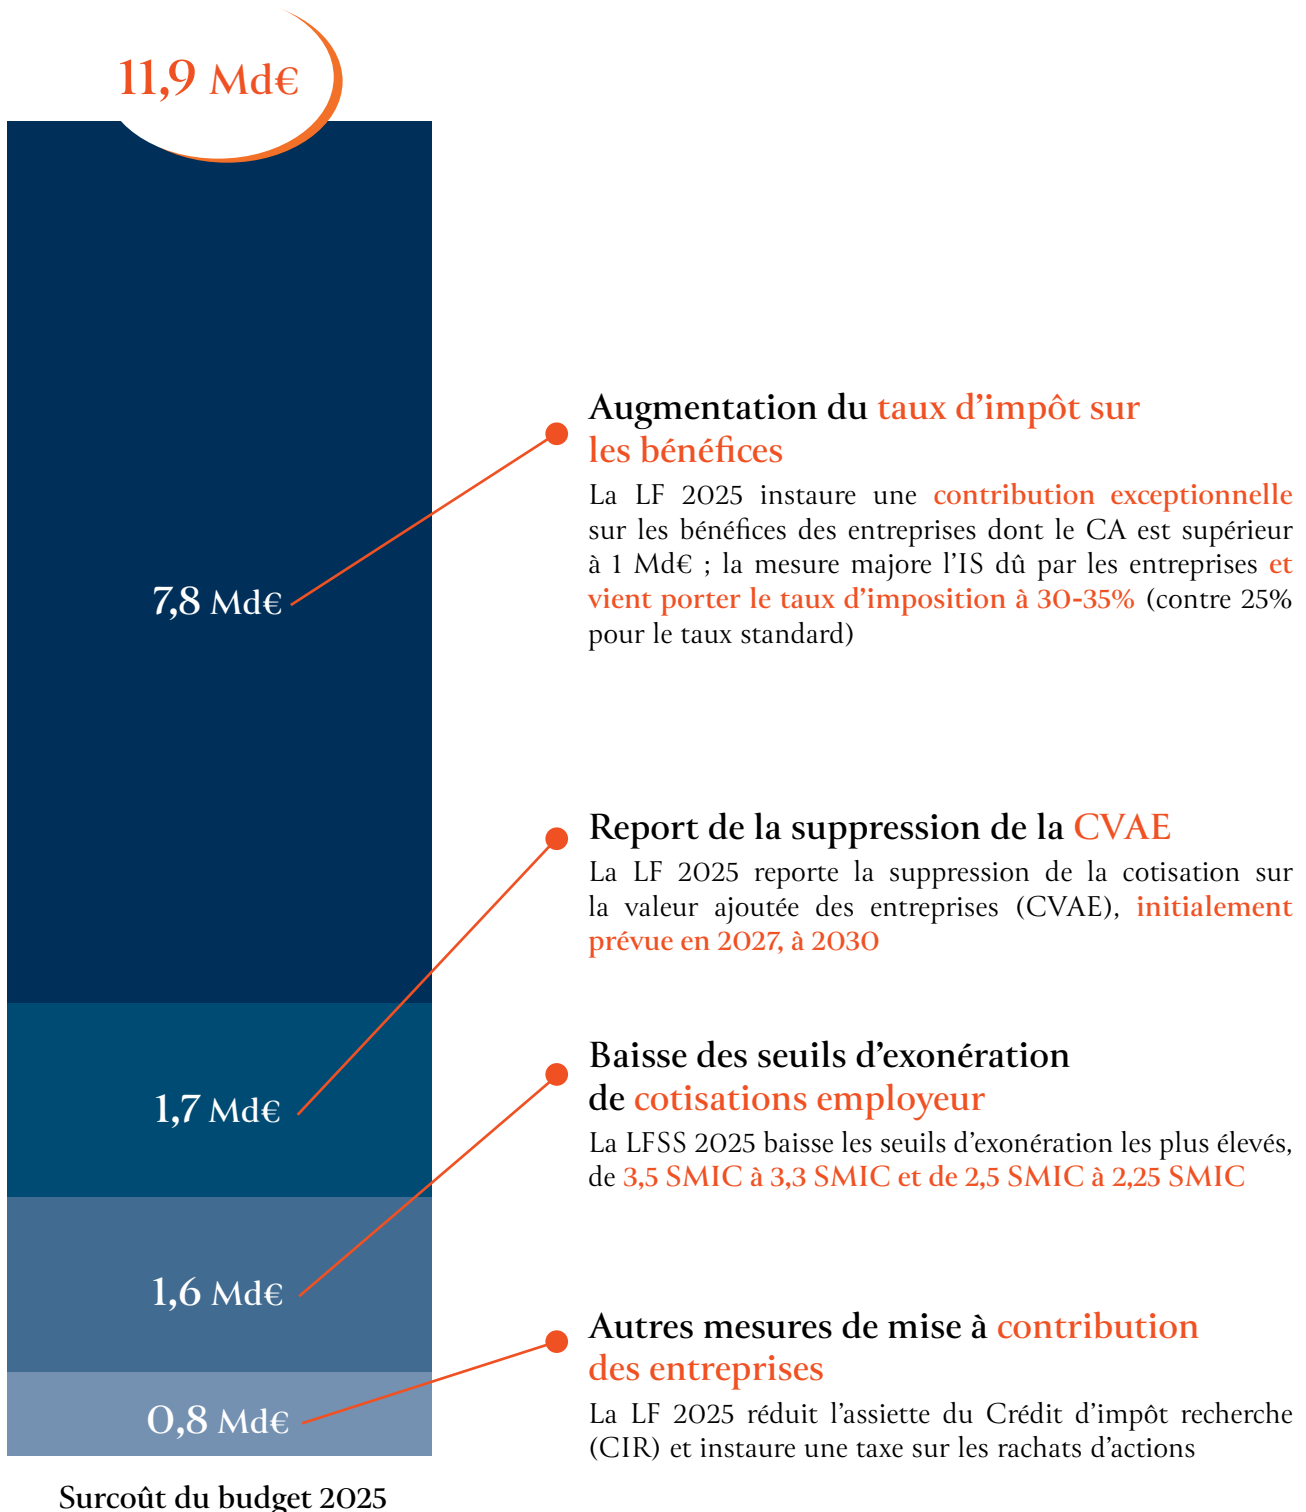 11,9 Md€
7,8 Md€
1,7 Md€
1,6 Md€
0,8 Md€
Surcoût du budget 2025
Augmentation du taux d’impôt sur
les bénéfices
La LF 2025 instaure une contribution exceptionnelle
sur les bénéfices des entreprises dont le CA est supérieur
à 1 Md€ ; la mesure majore l’IS dû par les entreprises et
vient porter le taux d’imposition à 30-35% (contre 25%
pour le taux standard)
Report de la suppression de la CVAE
La LF 2025 reporte la suppression de la cotisation sur
la valeur ajoutée des entreprises (CVAE), initialement
prévue en 2027, à 2030
Baisse des seuils d’exonération
de cotisations employeur
La LFSS 2025 baisse les seuils d’exonération les plus élevés,
de 3,5 SMIC à 3,3 SMIC et de 2,5 SMIC à 2,25 SMIC
Autres mesures de mise à contribution
des entreprises
La LF 2025 réduit l’assiette du Crédit d’impôt recherche
(CIR) et instaure une taxe sur les rachats d’actions